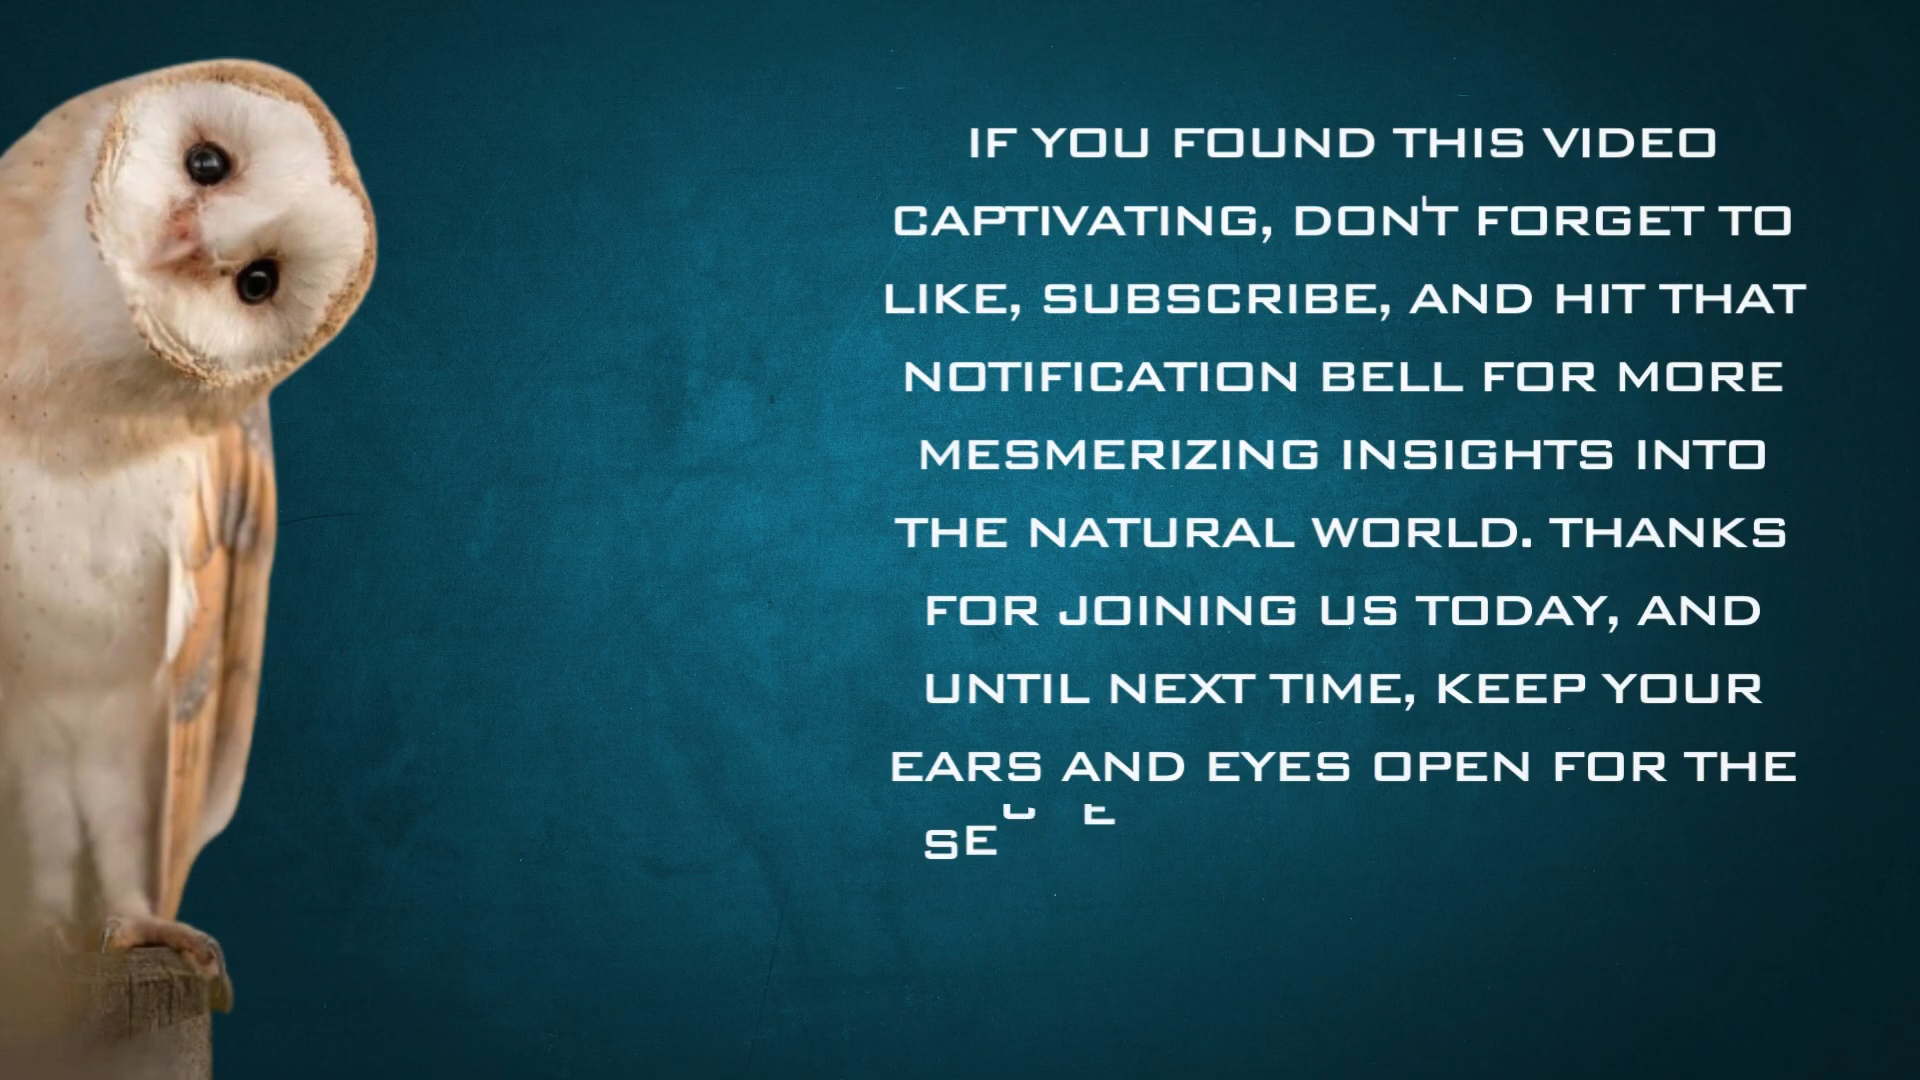 IF YOU FOUND THIS VIDEO
CAPTIVATING, DON'T FORGET TO
LIKE, SUBSCRIBE, AND HIT THAT
NOTIFICATION BELL FOR MORE
MESMERIZING INSIGHTS INTO
THE NATURAL WORLD. THANKS
FOR JOINING US TODAY, AND
UNTIL NEXT TIME, KEEP YOUR
EARS AND EYES OPEN FOR THE